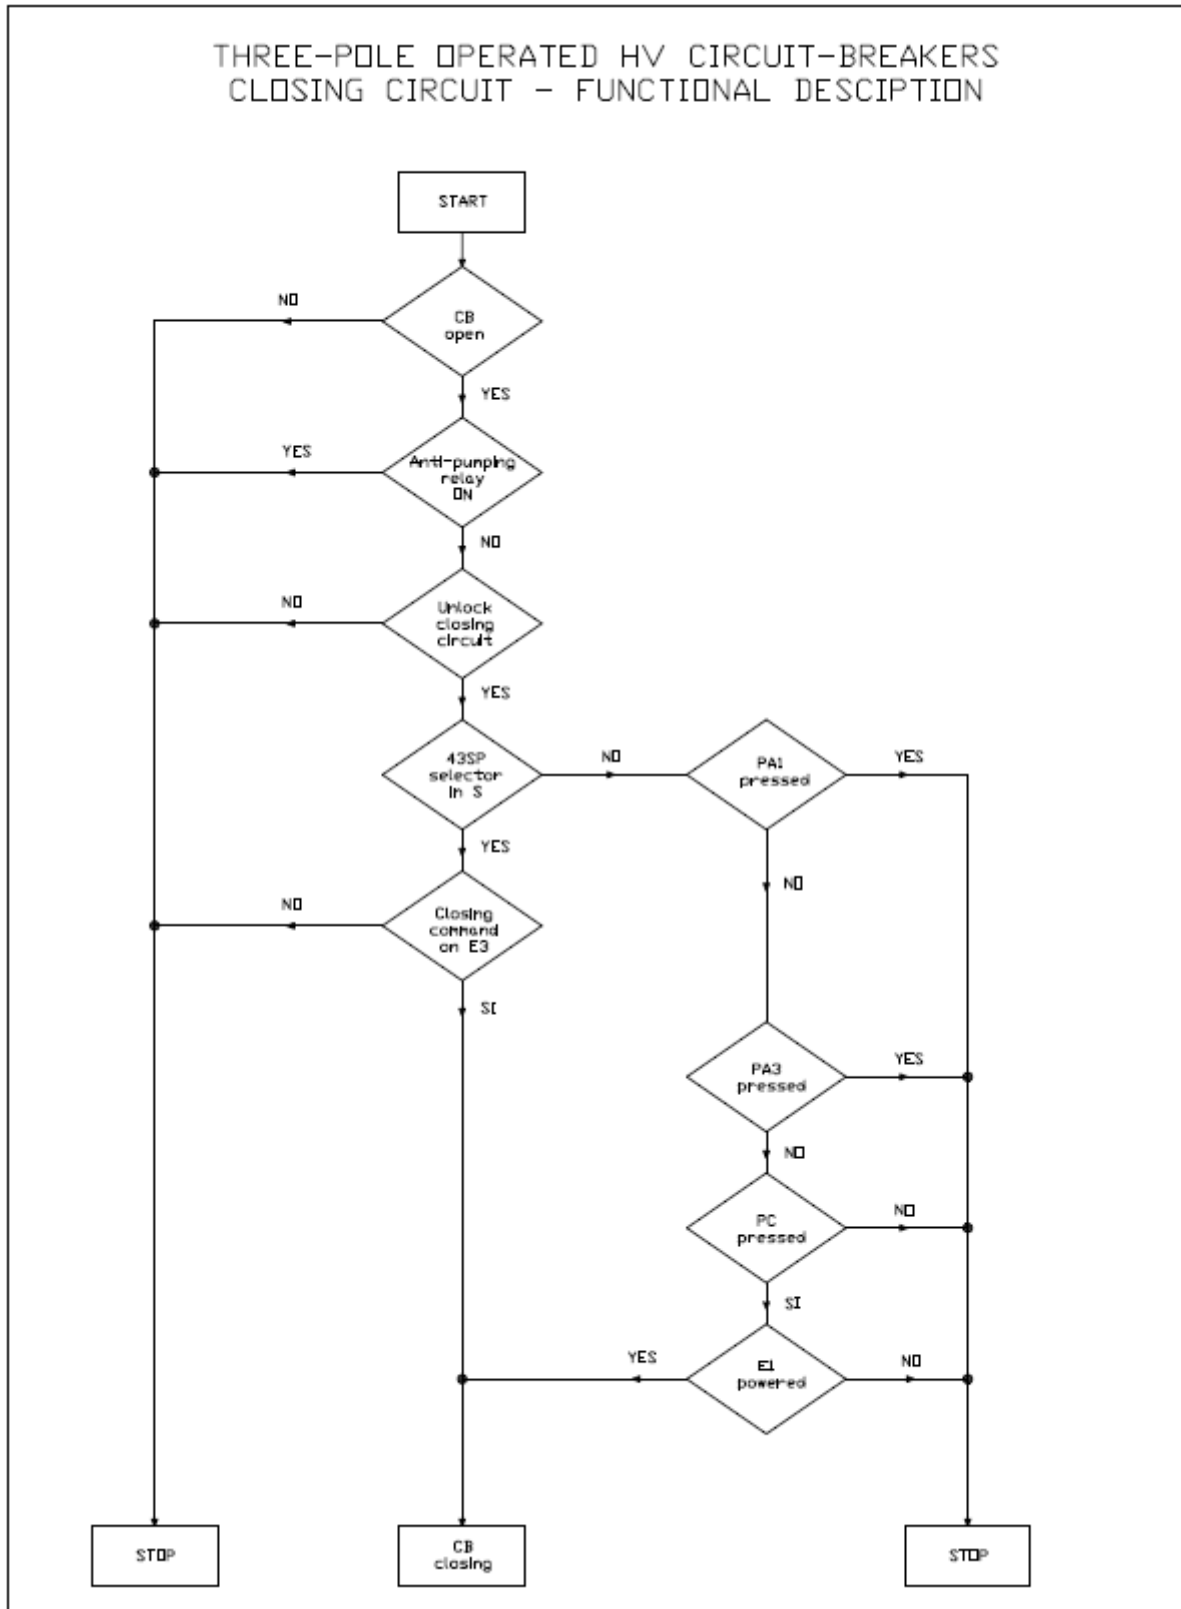 THREE-POLE OPERATED HV CIRCUIT-BREAKERS
CLOSING CIRCUIT - FUNCTIONAL DESCIPTION
START
NO
CB
open
YES
YES
Anti-pumping
relay
ON
NO
NO
Unlock
closing
circuit
YES
43SP
selector
in S
NO
PA1
pressed
YES
YES
NO
NO
Closing
command
on E3
SI
PA3
pressed
YES
NO
PC
pressed
NO
SI
YES
E1
powered
NO
STOP
CB
closing
STOP